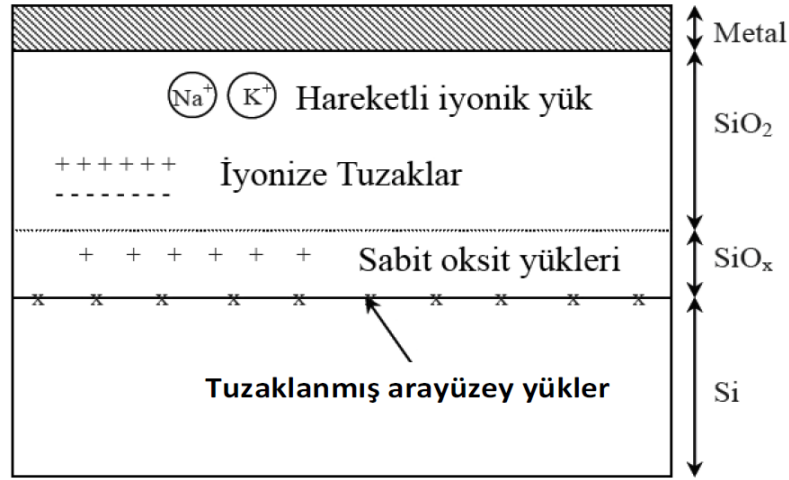 Metal
Na+ K+ Hareketli iyonik yük
SiO2
++++++ İyonize Tuzaklar
--------
+ + + + + + Sabit oksit yükleri
SiOx
x x x x x x x x x x
Tuzaklanmış arayüzey yükler
Si